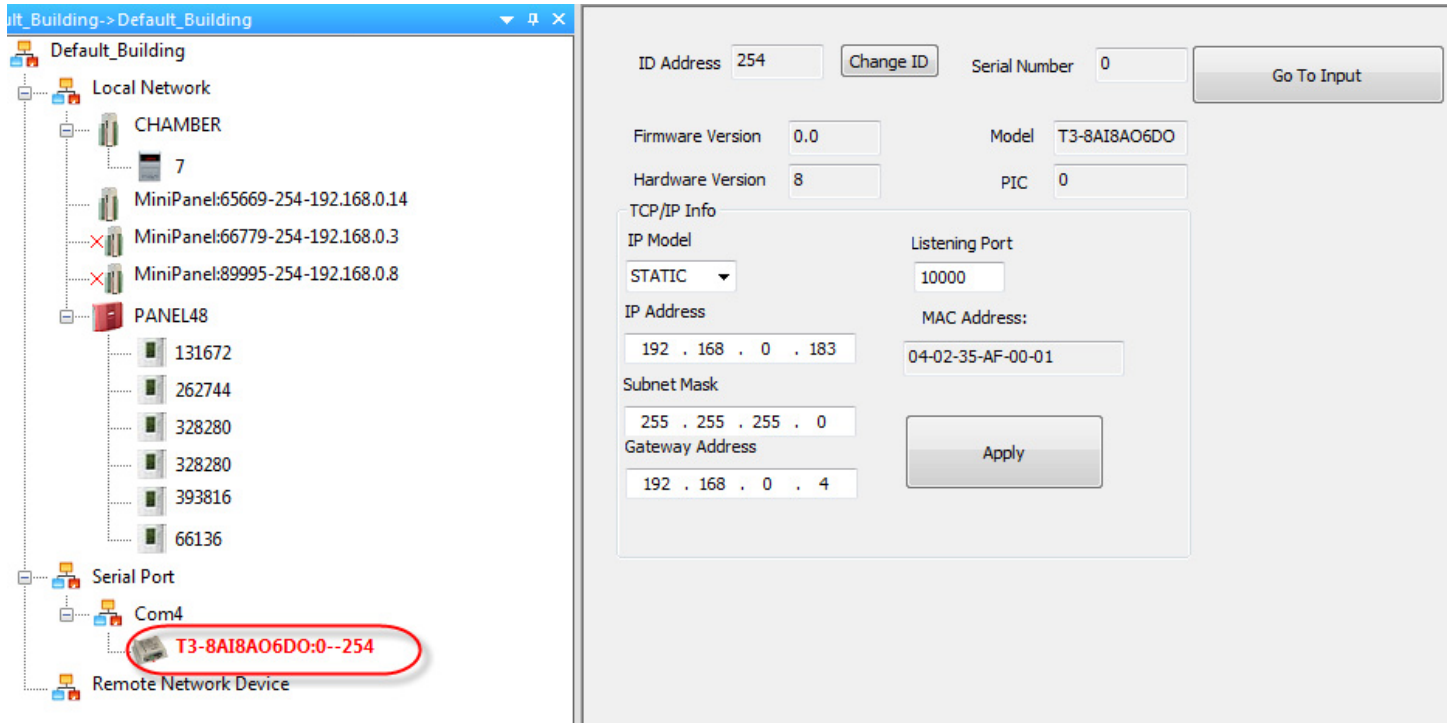 ilt_Building->Default_Building
Default_Building
Local Network
CHAMBER
7
MiniPanel:65669-254-192.168.0.14
MiniPanel:66779-254-192.168.0.3
MiniPanel:89995-254-192.168.0.8
PANEL48
131672
262744
328280
328280
393816
66136
Serial Port
Com4
T3-8AI8AO6DO:0--254
Remote Network Device
ID Address 254 Change ID Serial Number 0 Go To Input
Firmware Version 0.0 Model T3-8AI8AO6DO
Hardware Version 8 PIC 0
TCP/IP Info
IP Model Listening Port
STATIC 10000
IP Address MAC Address:
192 . 168 . 0 . 183 04-02-35-AF-00-01
Subnet Mask
255 . 255 . 255 . 0
Gateway Address Apply
192 . 168 . 0 . 4